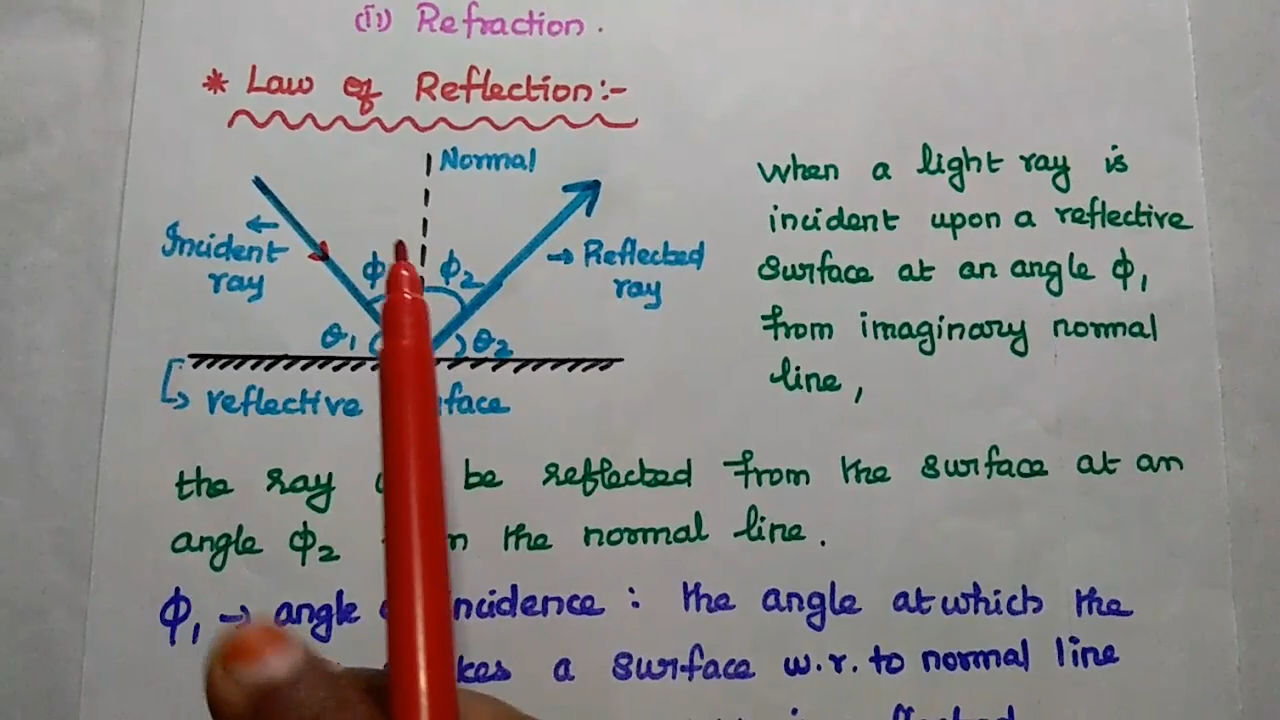 (ii) Refraction.
* Law of Reflection:-
Normal
Incident
ray
Φ
Φ2
→ Reflected
ray
θ1
θ2
reflective face
When a light ray is
incident upon a reflective
surface at an angle Φ1
from imaginary normal
line,
the ray be reflected from the surface at an
angle Φ2 the normal line.
Φ1 → angle incidence : the angle at which the
a surface w.r. to normal line